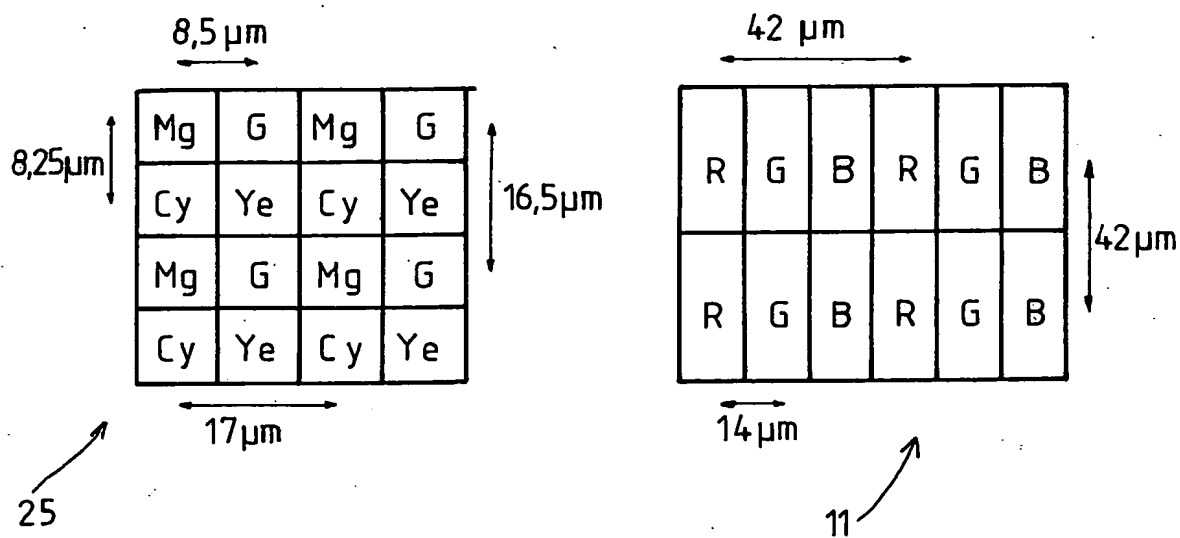 8,5 µm
Mg G Mg G
8,25µm
Cy Ye Cy Ye
16,5µm
Mg G Mg G
Cy Ye Cy Ye
17µm
25
42 µm
R G B R G B
42µm
R G B R G B
14µm
11